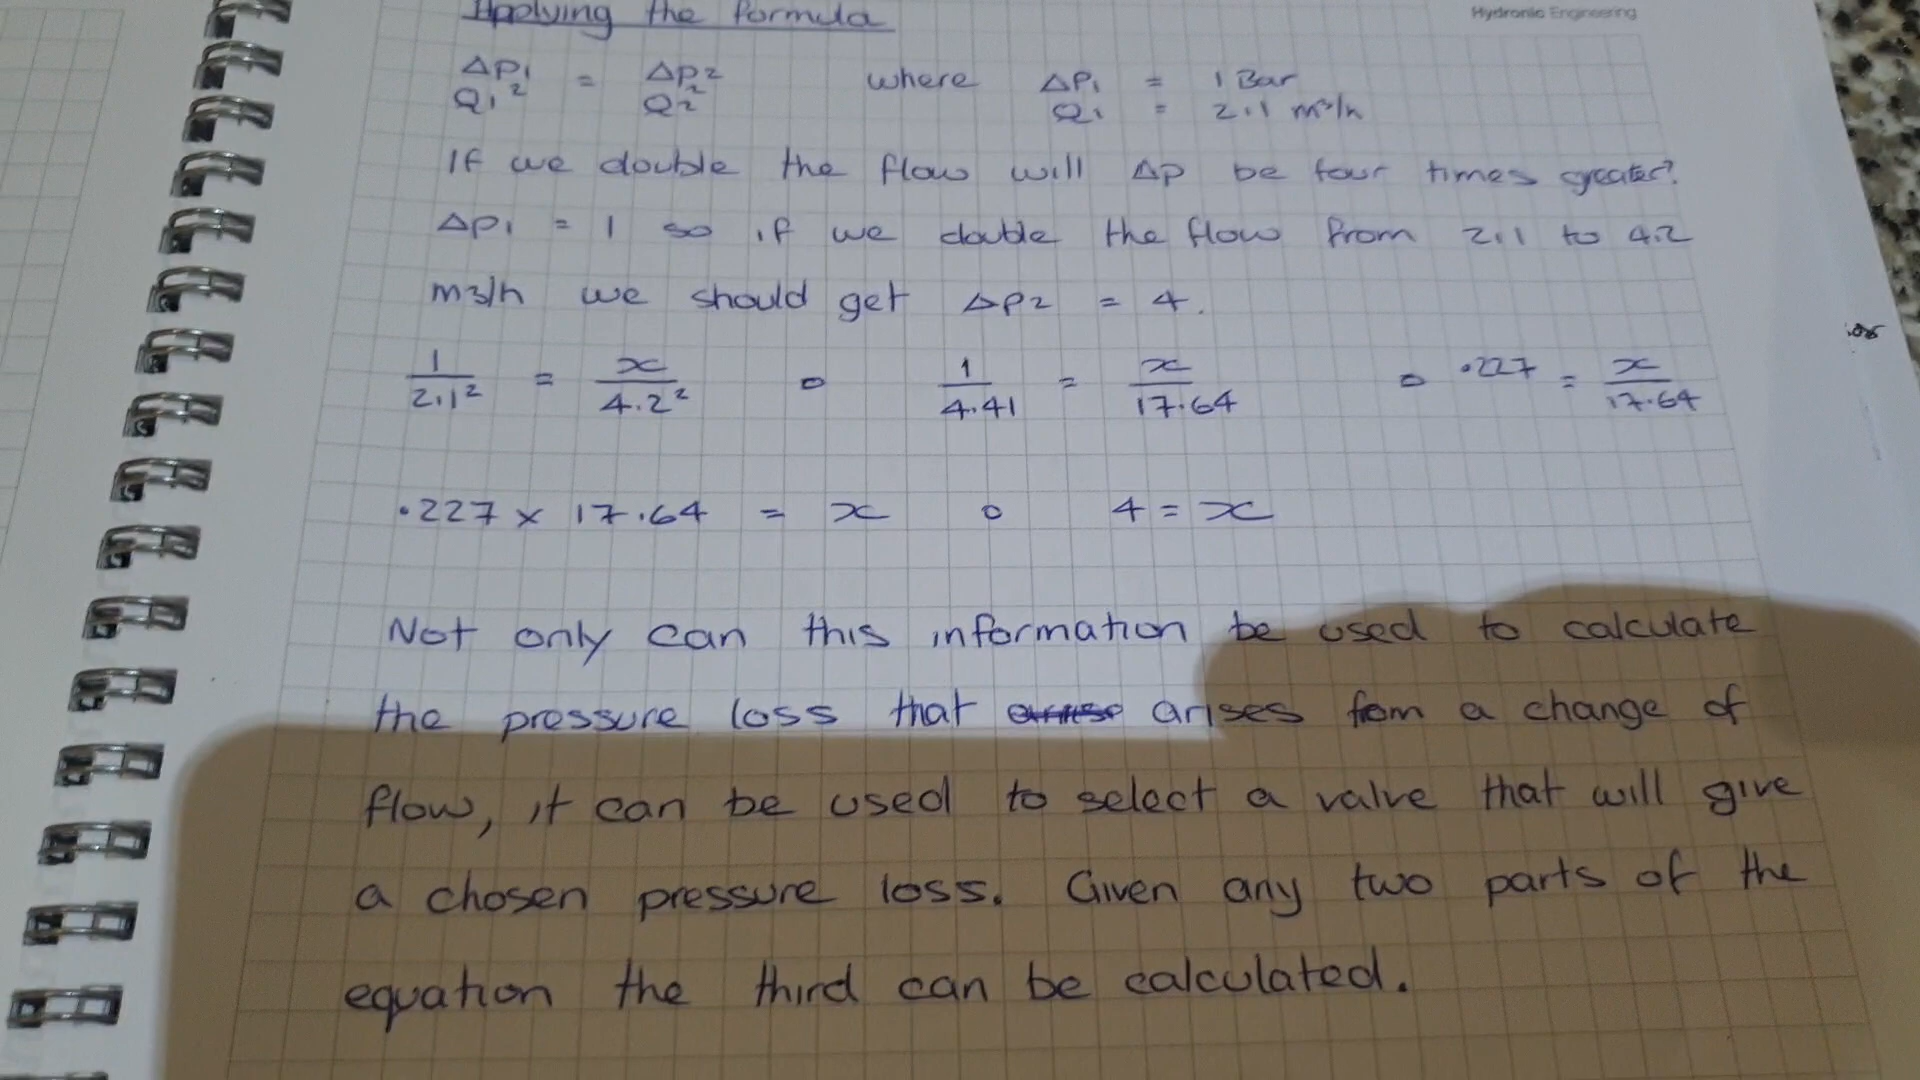 Applying the formula
Hydronic Engineering
ΔP1 = ΔP2 where ΔP1 = 1 Bar
Q1² Q2² Q1 = 2.1 m3/h
If we double the flow will ΔP be four times greater?
ΔP1 = 1 so if we double the flow from 2.1 to 4.2
m3/h we should get ΔP2 = 4.
1/2.1² = x/4.2² o 1/4.41 = x/17.64 o .227 = x/17.64
.227 x 17.64 = x o 4 = x
Not only can this information be used to calculate
the pressure loss that arises from a change of
flow, it can be used to select a valve that will give
a chosen pressure loss. Given any two parts of the
equation the third can be calculated.